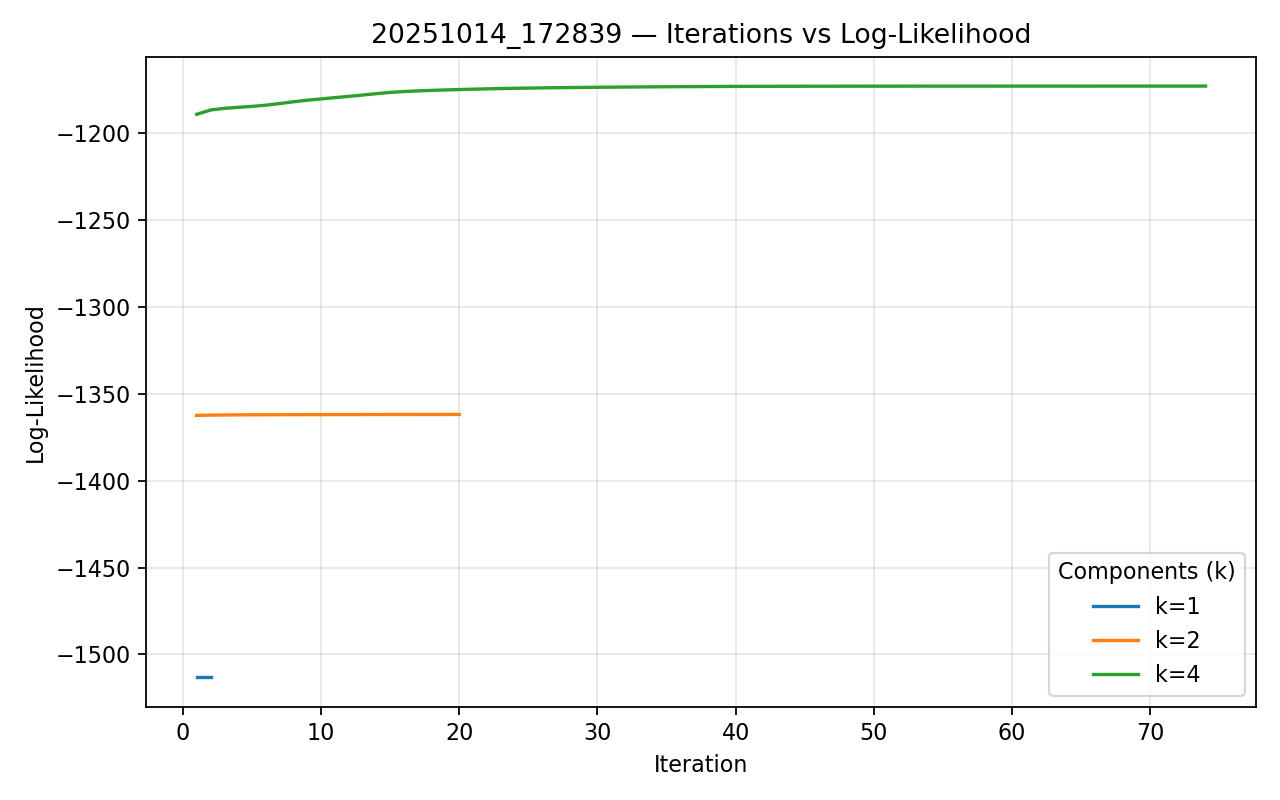 20251014_172839 — Iterations vs Log-Likelihood
Log-Likelihood
−1200
−1250
−1300
−1350
−1400
−1450
−1500
0 10 20 30 40 50 60 70
Iteration
Components (k)
k=1
k=2
k=4